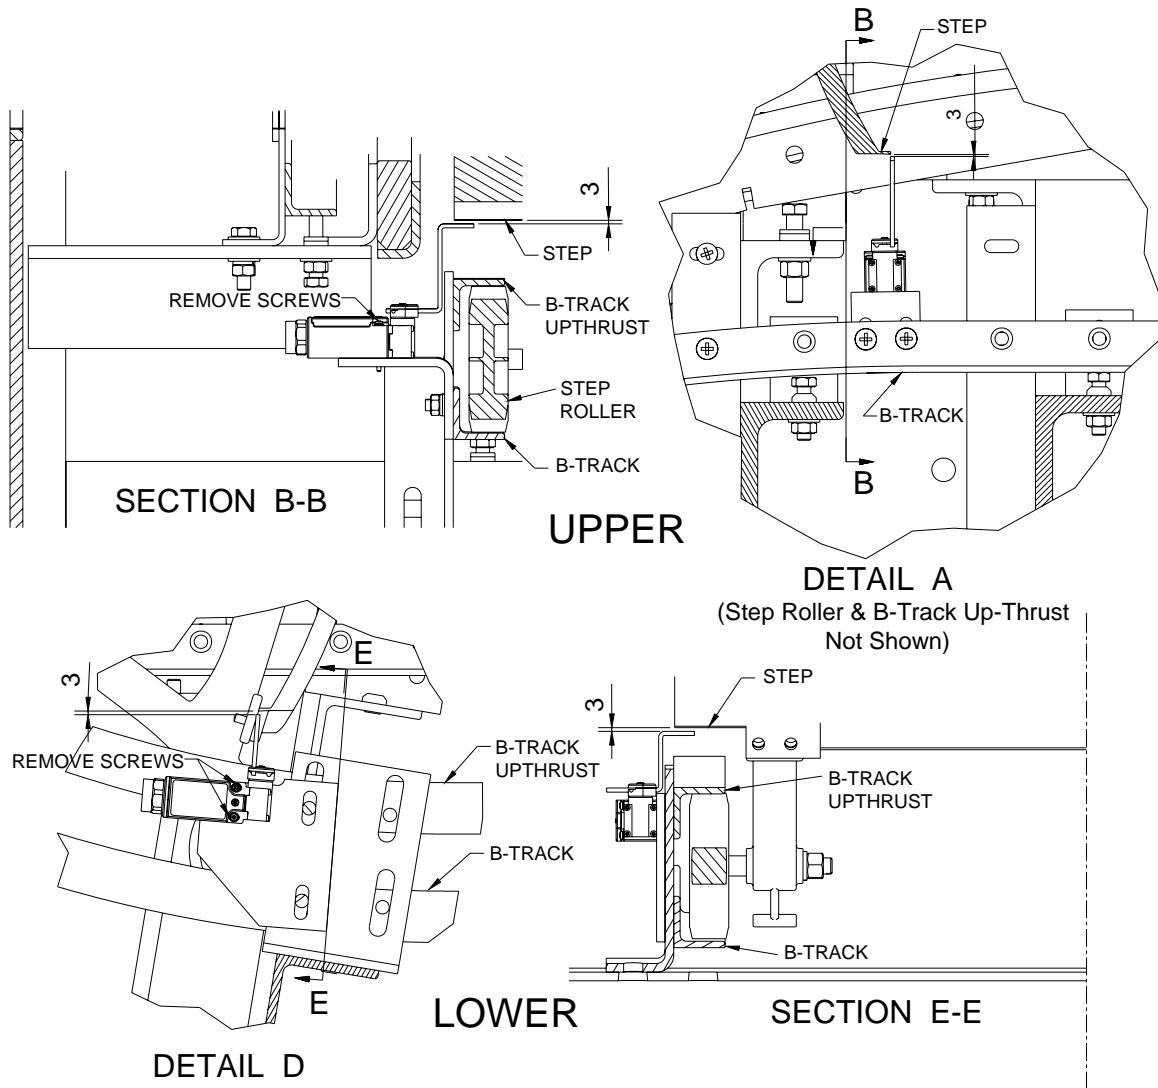 B
STEP
3
3
STEP
REMOVE SCREWS
B-TRACK
UPTHRUST
STEP
ROLLER
B-TRACK
B-TRACK
SECTION B-B
B
UPPER
DETAIL A
(Step Roller & B-Track Up-Thrust
Not Shown)
E
3
STEP
3
REMOVE SCREWS
B-TRACK
UPTHRUST
B-TRACK
UPTHRUST
B-TRACK
B-TRACK
E
LOWER
SECTION E-E
DETAIL D